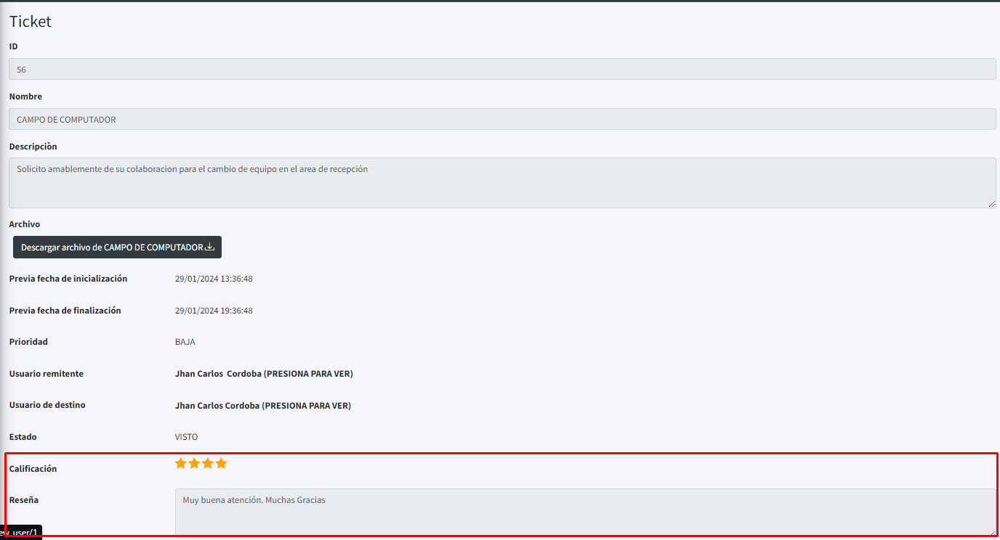 Ticket
ID
56
Nombre
CAMPO DE COMPUTADOR
Descripciòn
Solicito amablemente de su colaboracion para el cambio de equipo en el area de recepción
Archivo
Descargar archivo de CAMPO DE COMPUTADOR
Previa fecha de inicialización 29/01/2024 13:36:48
Previa fecha de finalización 29/01/2024 19:36:48
Prioridad BAJA
Usuario remitente Jhan Carlos Cordoba (PRESIONA PARA VER)
Usuario de destino Jhan Carlos Cordoba (PRESIONA PARA VER)
Estado VISTO
Calificación
Reseña Muy buena atención. Muchas Gracias
ew_user/1